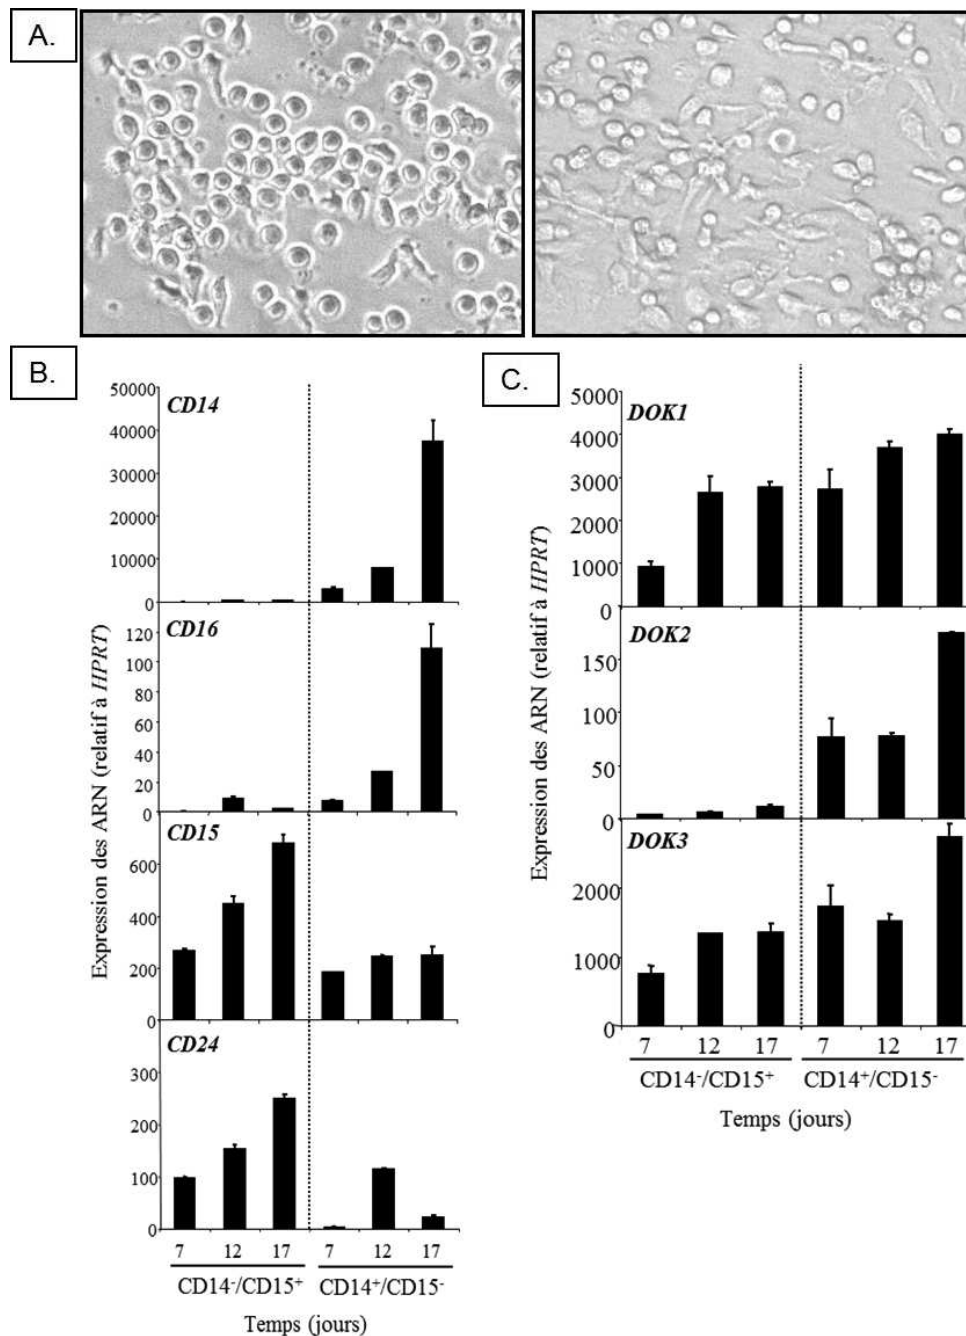 A.
B.
Expression des ARN (relatif à HPRT)
CD14
50000
40000
30000
20000
10000
0
CD16
120
100
80
60
40
20
0
CD15
600
400
200
0
CD24
300
200
100
0
7 12 17 7 12 17
CD14-/CD15+ CD14+/CD15-
Temps (jours)
C.
Expression des ARN (relatif à HPRT)
DOK1
5000
4000
3000
2000
1000
0
DOK2
150
100
50
0
DOK3
2000
1000
0
7 12 17 7 12 17
CD14-/CD15+ CD14+/CD15-
Temps (jours)